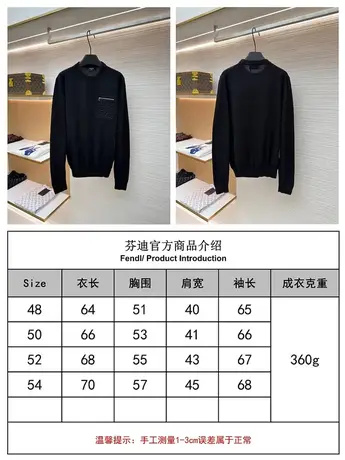 芬迪官方商品介绍
Fendi/ Product Introduction
Size 衣长 胸围 肩宽 袖长 成衣克重
48 64 51 40 65
50 66 53 41 66
52 68 55 43 67
54 70 57 45 68
360g
温馨提示：手工测量1-3cm误差属于正常